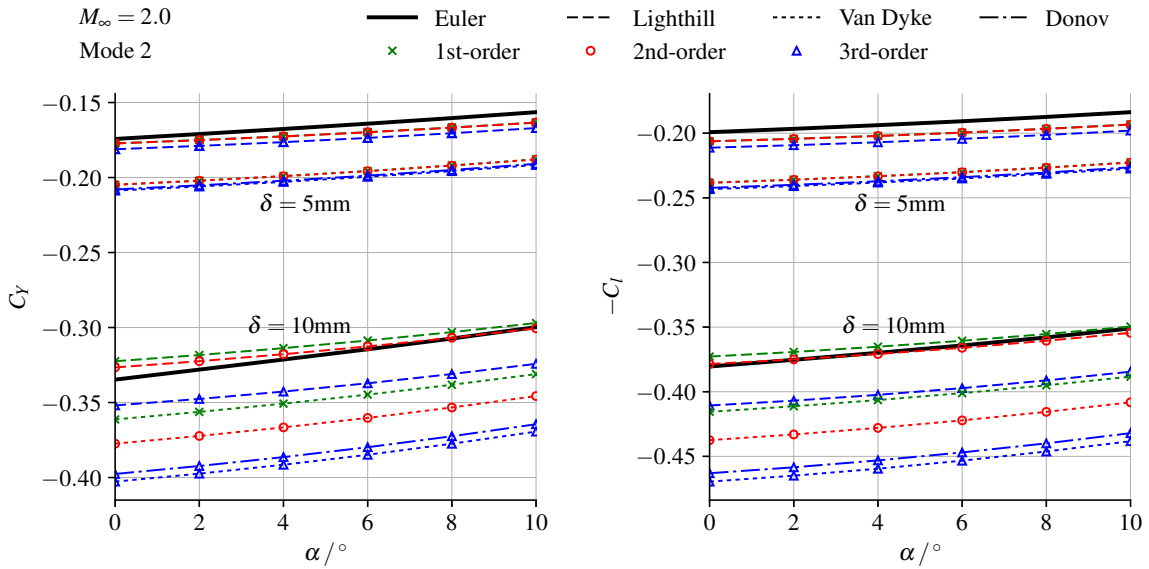 M∞ = 2.0 Euler Lighthill Van Dyke Donov
Mode 2 1st-order 2nd-order 3rd-order
−0.15
−0.20
−0.25
−0.30
−0.35
−0.40
C_Y
δ = 5mm
δ = 10mm
0 2 4 6 8 10
α/°
−0.20
−0.25
−0.30
−0.35
−0.40
−0.45
−C_l
δ = 5mm
δ = 10mm
0 2 4 6 8 10
α/°